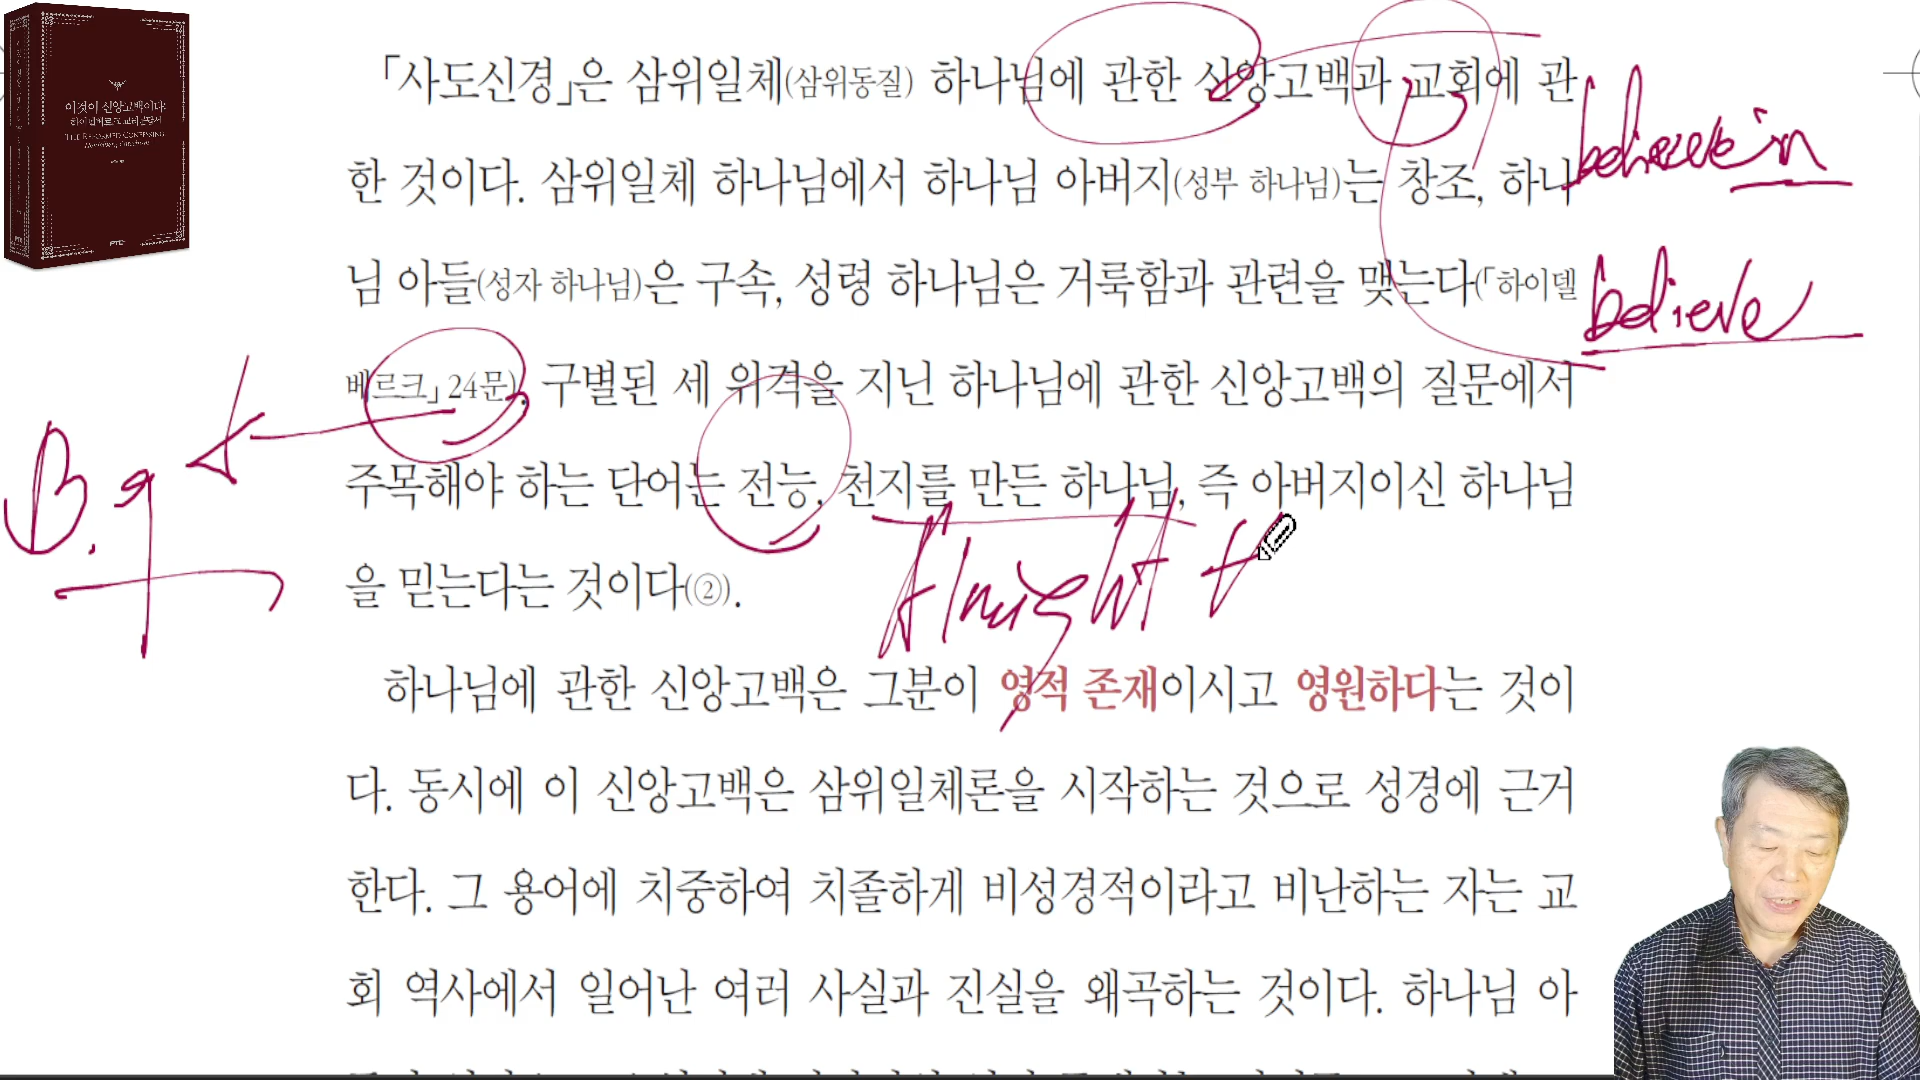 이것이 신앙고백이다:
THE REFORMED CONFESSING
「사도신경」은 삼위일체(삼위동질) 하나님에 관한 신앙고백과 교회에 관
한 것이다. 삼위일체 하나님에서 하나님 아버지(성부 하나님)는 창조, 하나
님 아들(성자 하나님)은 구속, 성령 하나님은 거룩함과 관련을 맺는다(「하이델
베르크」 24문). 구별된 세 위격을 지닌 하나님에 관한 신앙고백의 질문에서
주목해야 하는 단어는 전능, 천지를 만든 하나님, 즉 아버지이신 하나님
을 믿는다는 것이다(②).
하나님에 관한 신앙고백은 그분이 영적 존재이시고 영원하다는 것이
다. 동시에 이 신앙고백은 삼위일체론을 시작하는 것으로 성경에 근거
한다. 그 용어에 치중하여 치졸하게 비성경적이라고 비난하는 자는 교
회 역사에서 일어난 여러 사실과 진실을 왜곡하는 것이다. 하나님 아
believe in
believe
Almight